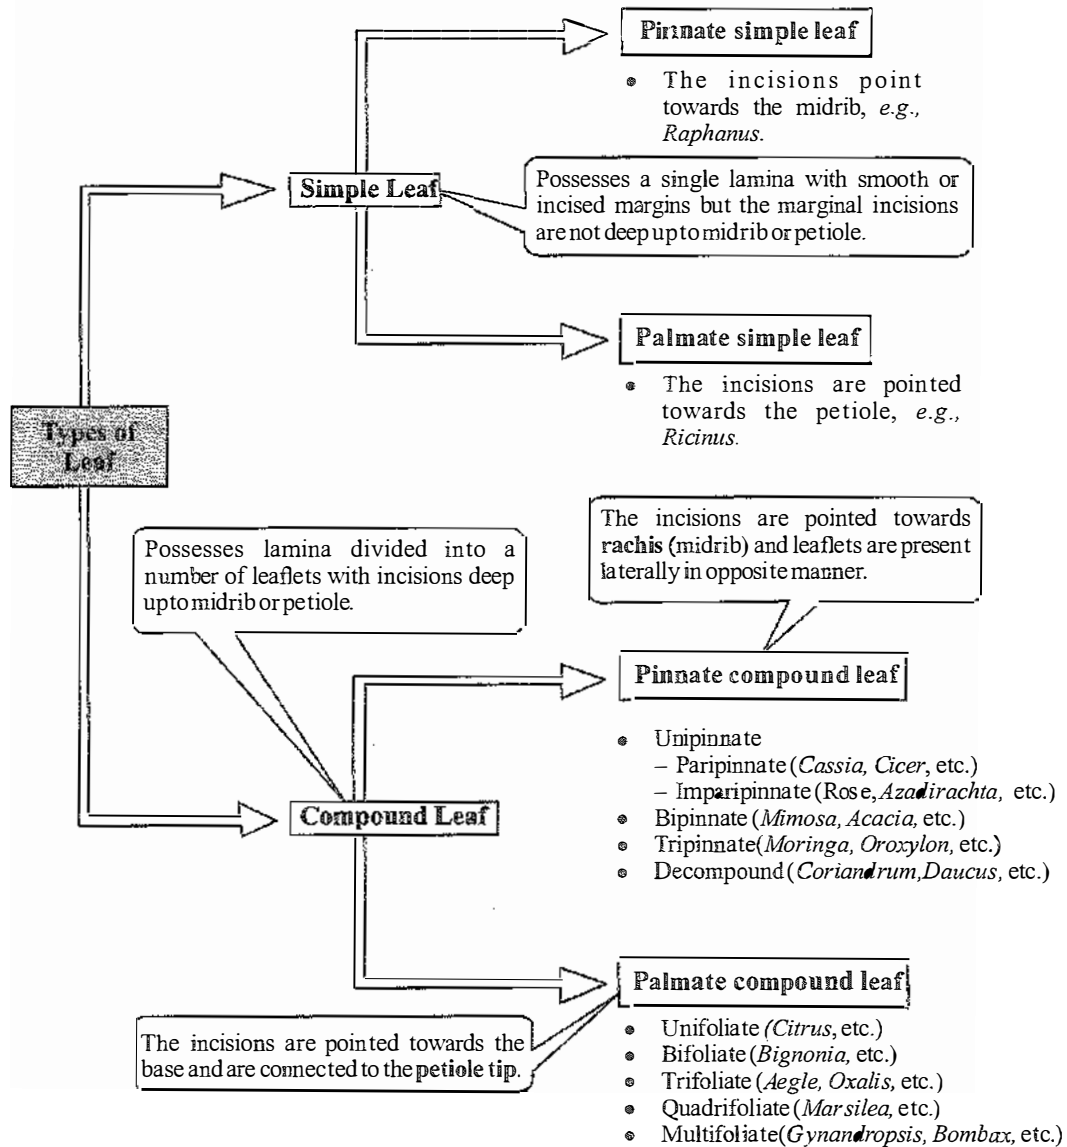 Pinnate simple leaf
• The incisions point
towards the midrib, e.g.,
Raphanus.
Simple Leaf
Possesses a single lamina with smooth or
incised margins but the marginal incisions
are not deep upto midrib or petiole.
Palmate simple leaf
• The incisions are pointed
towards the petiole, e.g.,
Ricinus.
Types of
Leaf
Possesses lamina divided into a
number of leaflets with incisions deep
upto midrib or petiole.
The incisions are pointed towards
rachis (midrib) and leaflets are present
laterally in opposite manner.
Pinnate compound leaf
• Unipinnate
– Paripinnate (Cassia, Cicer, etc.)
– Imparipinnate (Rose, Azadirachta, etc.)
• Bipinnate (Mimosa, Acacia, etc.)
• Tripinnate (Moringa, Oroxylon, etc.)
• Decompound (Coriandrum, Daucus, etc.)
Compound Leaf
Palmate compound leaf
The incisions are pointed towards the
base and are connected to the petiole tip.
• Unifoliate (Citrus, etc.)
• Bifoliate (Bignonia, etc.)
• Trifoliate (Aegle, Oxalis, etc.)
• Quadrifoliate (Marsilea, etc.)
• Multifoliate (Gynandropsis, Bombax, etc.)